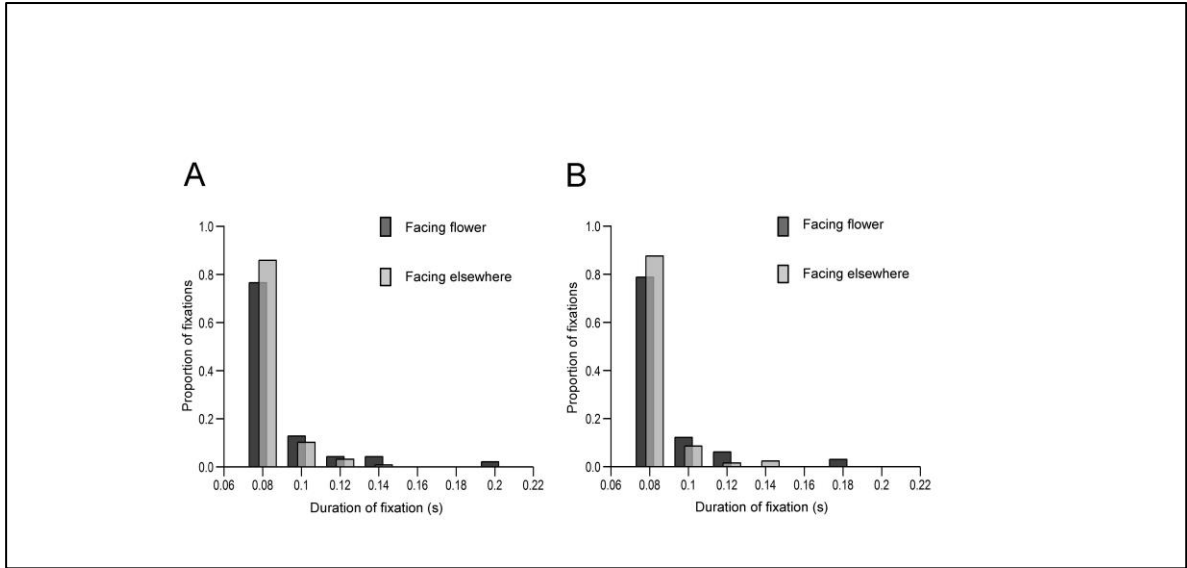 A
Facing flower
Facing elsewhere
Proportion of fixations
1.0
0.8
0.6
0.4
0.2
0.0
0.06 0.08 0.1 0.12 0.14 0.16 0.18 0.2 0.22
Duration of fixation (s)
B
Facing flower
Facing elsewhere
Proportion of fixations
1.0
0.8
0.6
0.4
0.2
0.0
0.06 0.08 0.1 0.12 0.14 0.16 0.18 0.2 0.22
Duration of fixation (s)